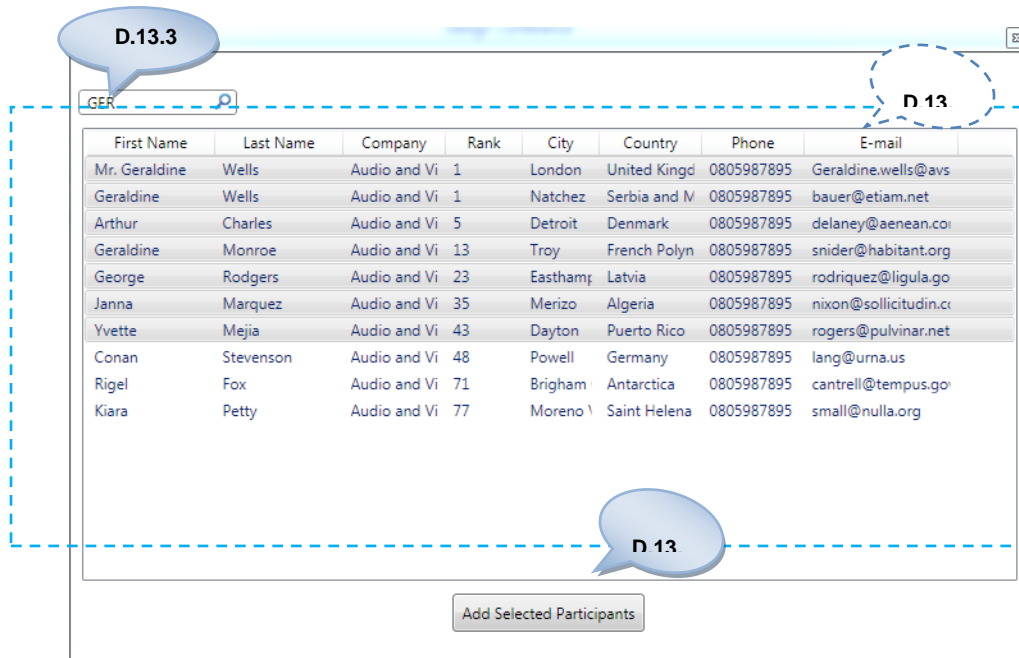 D.13.3
GER
D.13
First Name Last Name Company Rank City Country Phone E-mail
Mr. Geraldine Wells Audio and Vi 1 London United Kingd 0805987895 Geraldine.wells@avs
Geraldine Wells Audio and Vi 1 Natchez Serbia and M 0805987895 bauer@etiam.net
Arthur Charles Audio and Vi 5 Detroit Denmark 0805987895 delaney@aenean.co
Geraldine Monroe Audio and Vi 13 Troy French Polyn 0805987895 snider@habitant.org
George Rodgers Audio and Vi 23 Easthamp Latvia 0805987895 rodriquez@ligula.go
Janna Marquez Audio and Vi 35 Merizo Algeria 0805987895 nixon@sollicitudin.c
Yvette Mejia Audio and Vi 43 Dayton Puerto Rico 0805987895 rogers@pulvinar.net
Conan Stevenson Audio and Vi 48 Powell Germany 0805987895 lang@urna.us
Rigel Fox Audio and Vi 71 Brigham Antarctica 0805987895 cantrell@tempus.go
Kiara Petty Audio and Vi 77 Moreno Saint Helena 0805987895 small@nulla.org
D.13.
Add Selected Participants